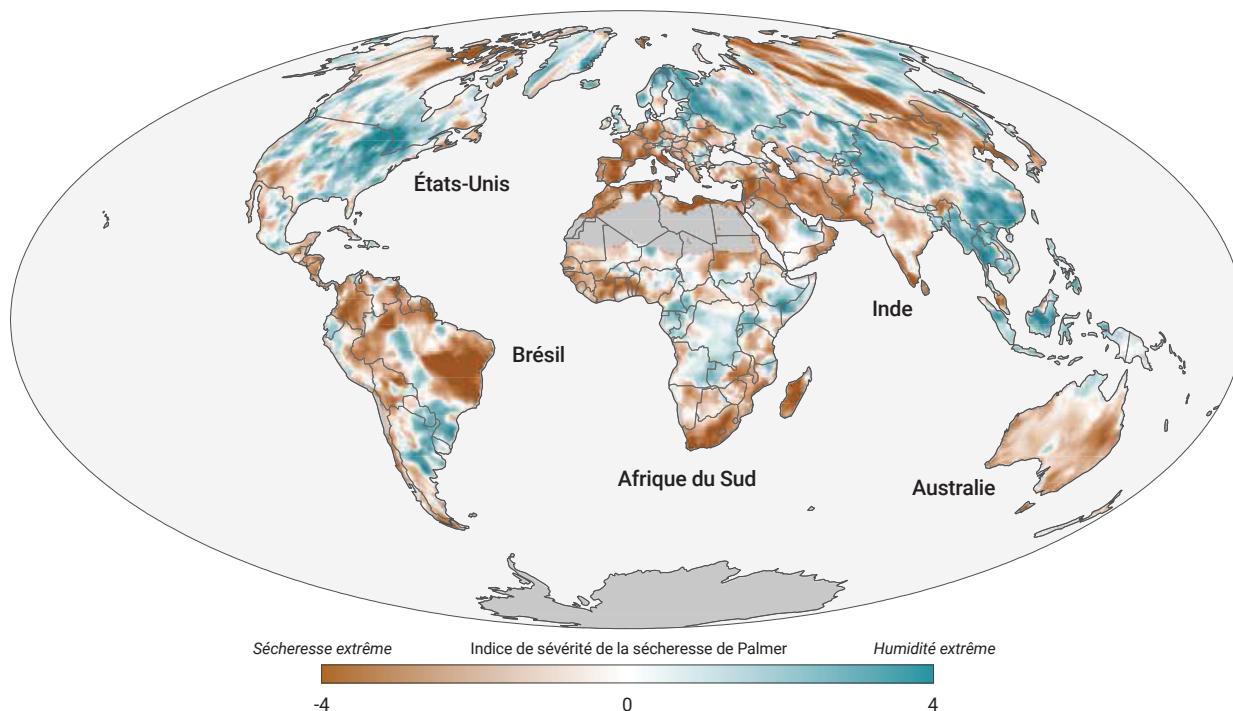 États-Unis
Inde
Brésil
Afrique du Sud
Australie
Sécheresse extrême
Indice de sévérité de la sécheresse de Palmer
Humidité extrême
-4
0
4